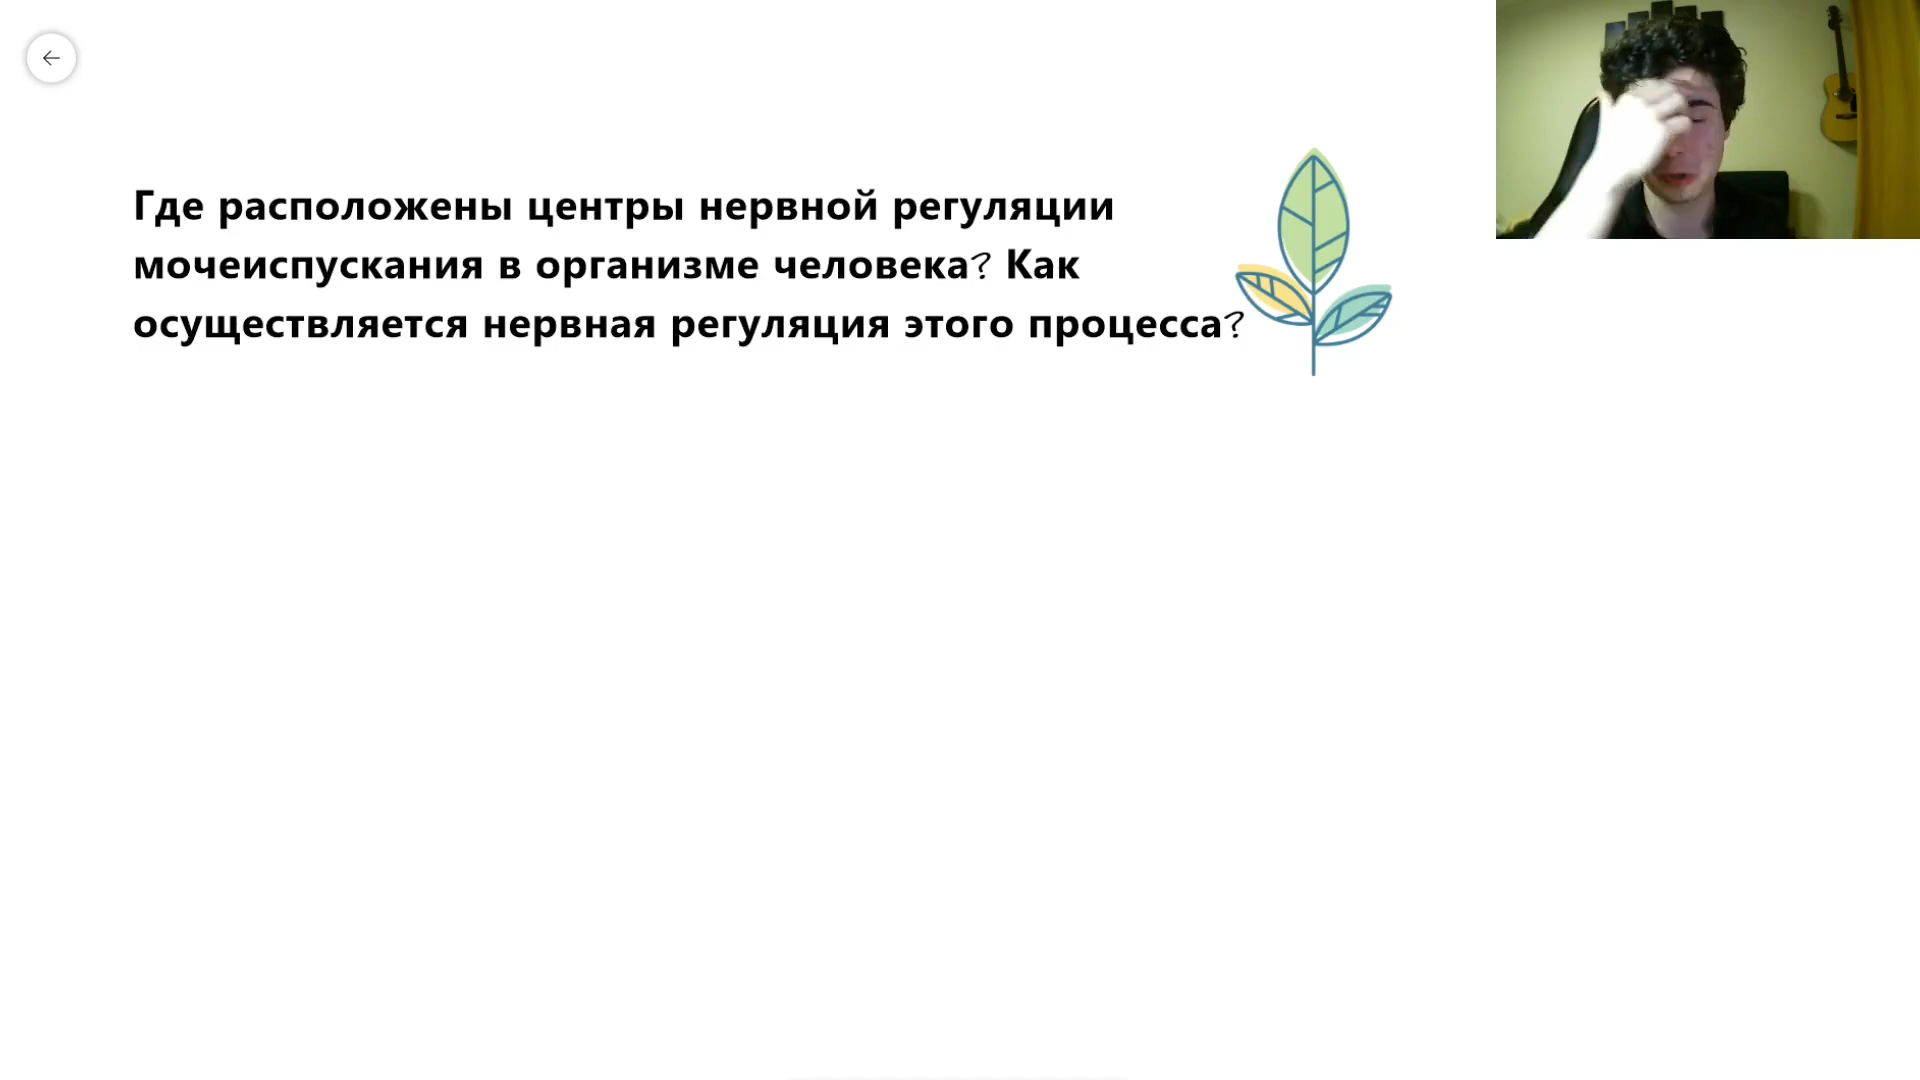 Где расположены центры нервной регуляции
мочеиспускания в организме человека? Как
осуществляется нервная регуляция этого процесса?